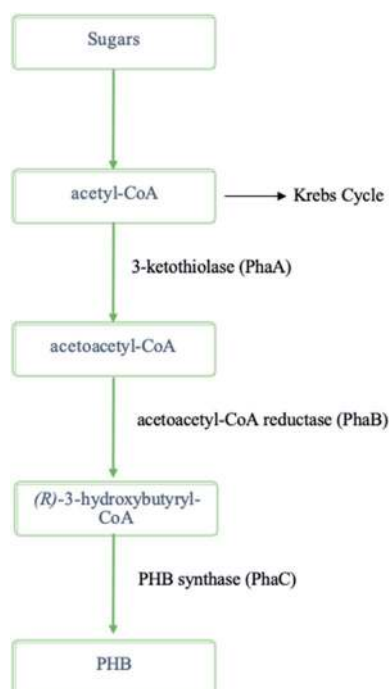 Sugars
acetyl-CoA
Krebs Cycle
3-ketothiolase (PhaA)
acetoacetyl-CoA
acetoacetyl-CoA reductase (PhaB)
(R)-3-hydroxybutyryl-
CoA
PHB synthase (PhaC)
PHB